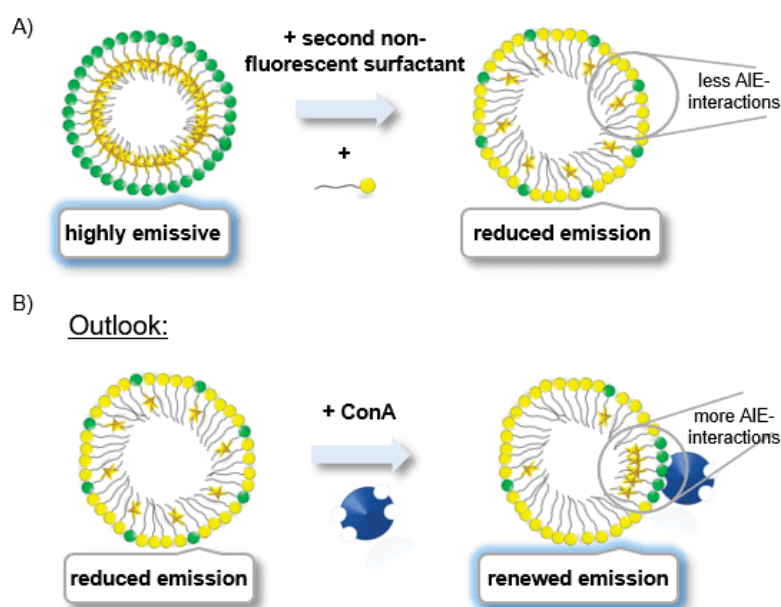 A)
+ second non-
fluorescent surfactant
+
less AIE-
interactions
highly emissive
reduced emission
B)
Outlook:
+ ConA
more AIE-
interactions
reduced emission
renewed emission